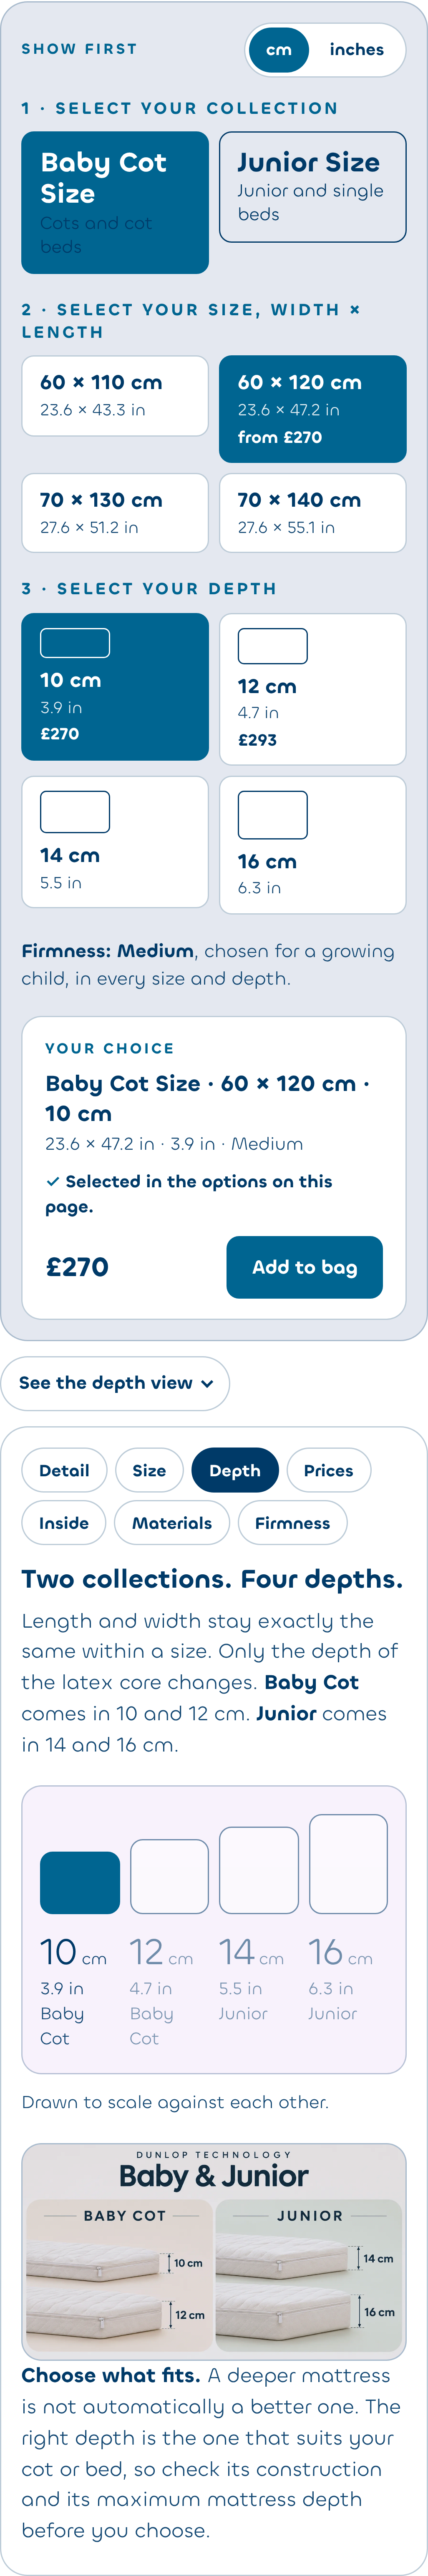 SHOW FIRST
cm
inches
1 · SELECT YOUR COLLECTION
Baby Cot
Size
Cots and cot
beds
Junior Size
Junior and single
beds
2 · SELECT YOUR SIZE, WIDTH ×
LENGTH
60 × 110 cm
23.6 × 43.3 in
60 × 120 cm
23.6 × 47.2 in
from £270
70 × 130 cm
27.6 × 51.2 in
70 × 140 cm
27.6 × 55.1 in
3 · SELECT YOUR DEPTH
10 cm
3.9 in
£270
12 cm
4.7 in
£293
14 cm
5.5 in
16 cm
6.3 in
Firmness: Medium, chosen for a growing
child, in every size and depth.
YOUR CHOICE
Baby Cot Size · 60 × 120 cm ·
10 cm
23.6 × 47.2 in · 3.9 in · Medium
✓ Selected in the options on this
page.
£270
Add to bag
See the depth view
Detail
Size
Depth
Prices
Inside
Materials
Firmness
Two collections. Four depths.
Length and width stay exactly the
same within a size. Only the depth of
the latex core changes. Baby Cot
comes in 10 and 12 cm. Junior comes
in 14 and 16 cm.
10 cm
3.9 in
Baby
Cot
12 cm
4.7 in
Baby
Cot
14 cm
5.5 in
Junior
16 cm
6.3 in
Junior
Drawn to scale against each other.
DUNLOP TECHNOLOGY
Baby & Junior
BABY COT
10 cm
12 cm
JUNIOR
14 cm
16 cm
Choose what fits. A deeper mattress
is not automatically a better one. The
right depth is the one that suits your
cot or bed, so check its construction
and its maximum mattress depth
before you choose.